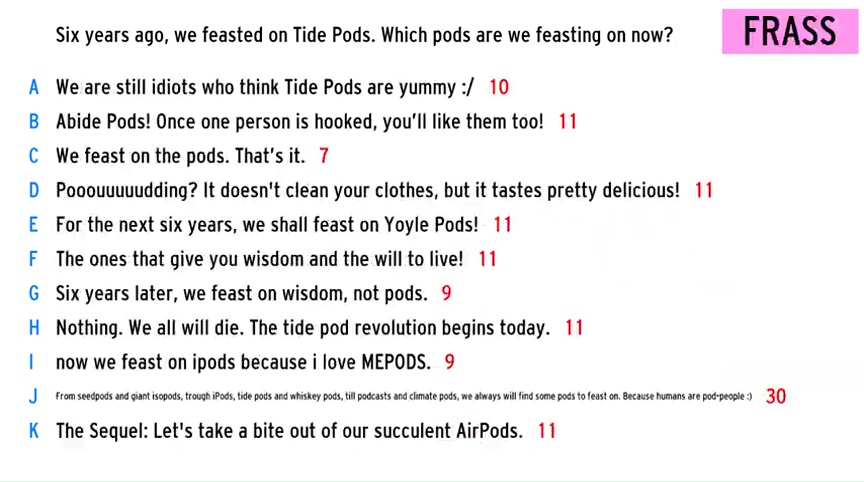 Six years ago, we feasted on Tide Pods. Which pods are we feasting on now?
FRASS
A We are still idiots who think Tide Pods are yummy :/ 10
B Abide Pods! Once one person is hooked, you'll like them too! 11
C We feast on the pods. That's it. 7
D Pooouuuuudding? It doesn't clean your clothes, but it tastes pretty delicious! 11
E For the next six years, we shall feast on Yoyle Pods! 11
F The ones that give you wisdom and the will to live! 11
G Six years later, we feast on wisdom, not pods. 9
H Nothing. We all will die. The tide pod revolution begins today. 11
I now we feast on ipods because i love MEPODS. 9
J From seedpods and giant isopods, trough iPods, tide pods and whiskey pods, till podcasts and climate pods, we always will find some pods to feast on. Because humans are pod-people :) 30
K The Sequel: Let's take a bite out of our succulent AirPods. 11